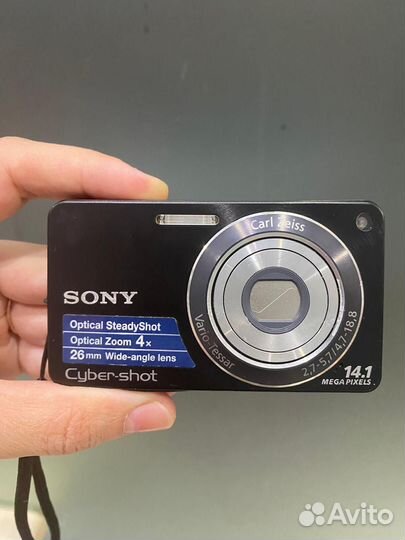 Carl Zeiss
SONY
Optical SteadyShot
Optical Zoom 4x
26mm Wide-angle lens
Cyber-shot
Vario-Tessar
2,7-5,7/4,7-18,8
14.1
MEGA PIXELS
Avito